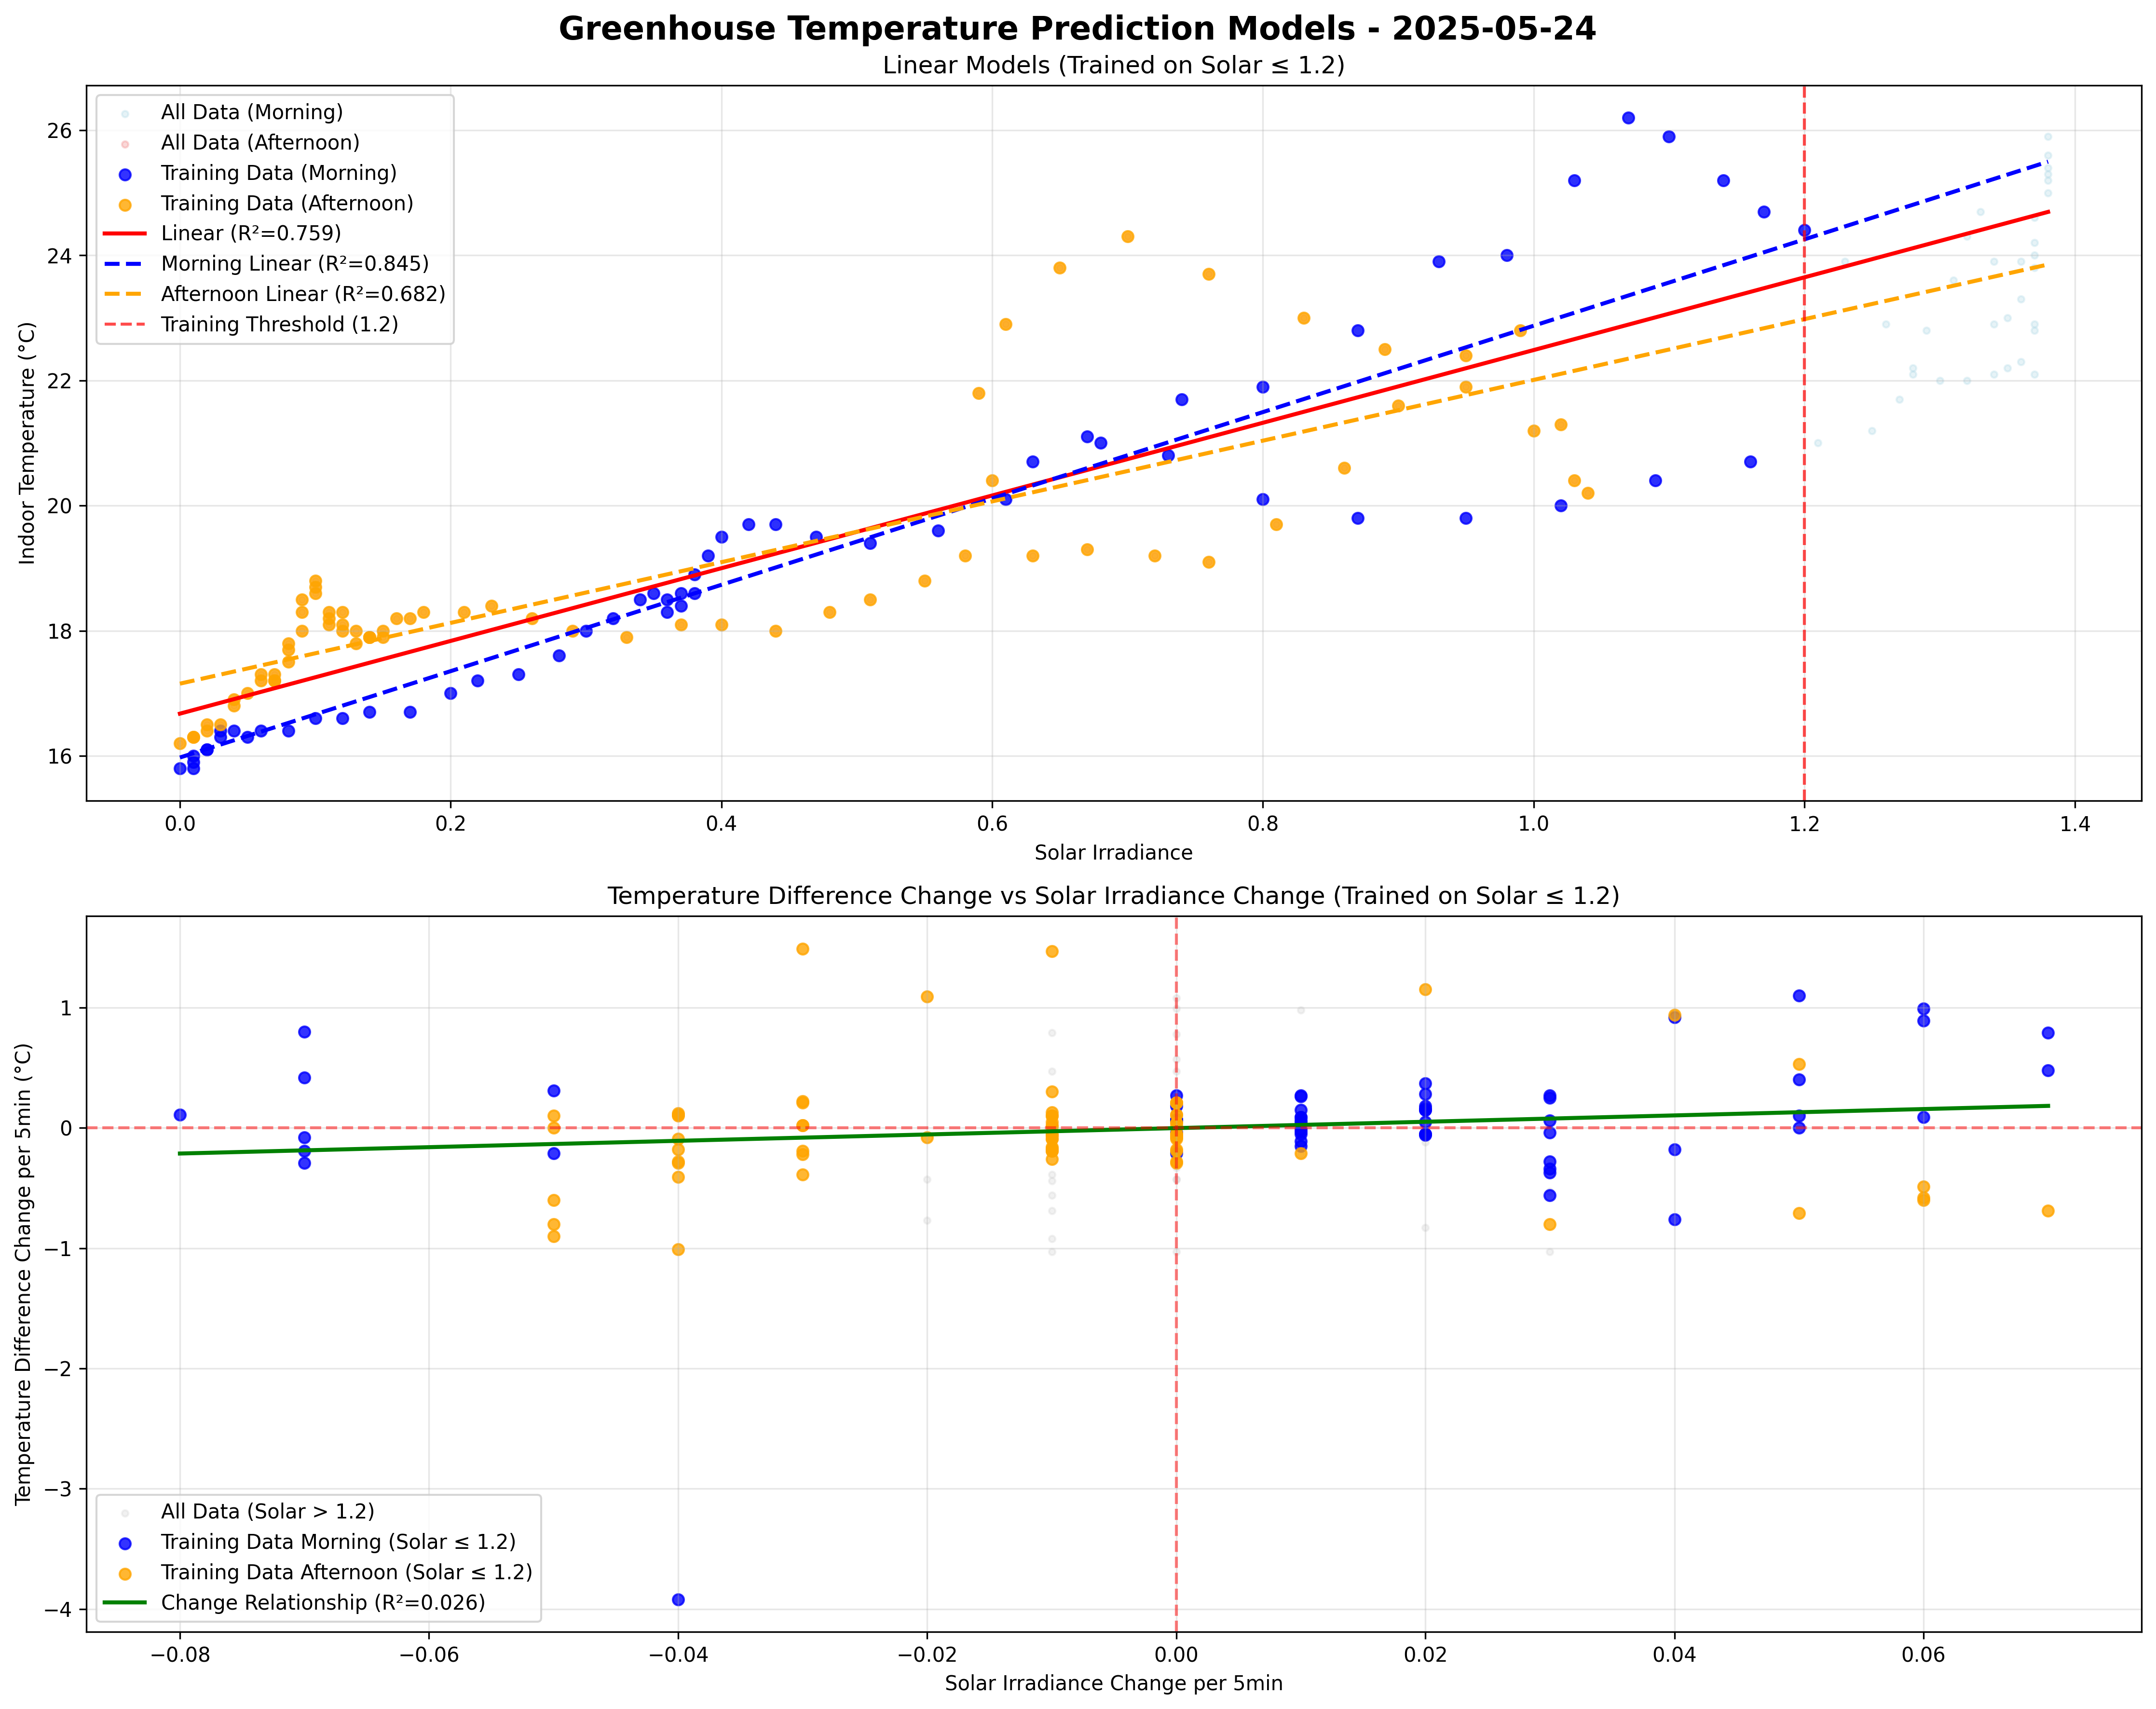 Greenhouse Temperature Prediction Models - 2025-05-24
Linear Models (Trained on Solar ≤ 1.2)
All Data (Morning)
All Data (Afternoon)
Training Data (Morning)
Training Data (Afternoon)
Linear (R²=0.759)
Morning Linear (R²=0.845)
Afternoon Linear (R²=0.682)
Training Threshold (1.2)
Indoor Temperature (°C)
26
24
22
20
18
16
0.0 0.2 0.4 0.6 0.8 1.0 1.2 1.4
Solar Irradiance
Temperature Difference Change vs Solar Irradiance Change (Trained on Solar ≤ 1.2)
Temperature Difference Change per 5min (°C)
1
0
−1
−2
−3
−4
All Data (Solar > 1.2)
Training Data Morning (Solar ≤ 1.2)
Training Data Afternoon (Solar ≤ 1.2)
Change Relationship (R²=0.026)
−0.08 −0.06 −0.04 −0.02 0.00 0.02 0.04 0.06
Solar Irradiance Change per 5min